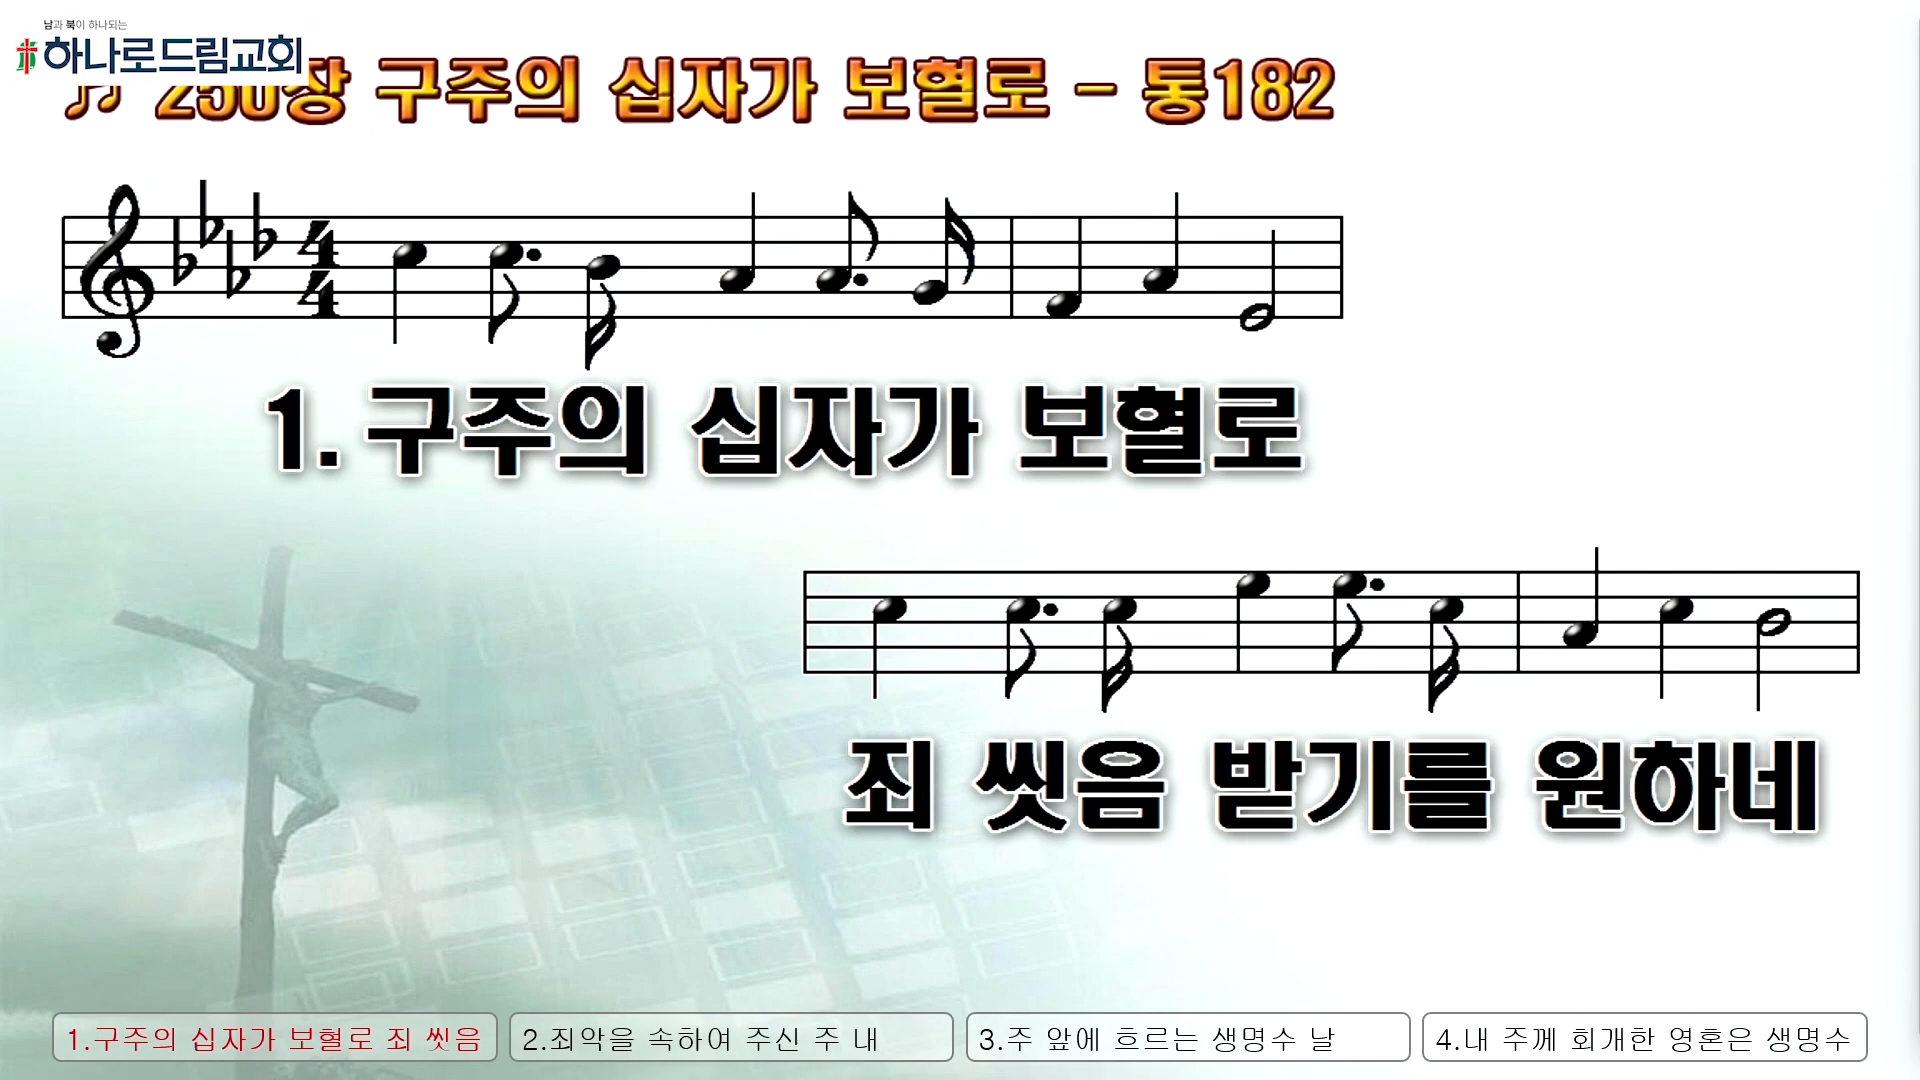 남과 북이 하나되는
하나로드림교회
250장 구주의 십자가 보혈로 - 통182
4
4
1. 구주의 십자가 보혈로
죄 씻음 받기를 원하네
1.구주의 십자가 보혈로 죄 씻음
2.죄악을 속하여 주신 주 내
3.주 앞에 흐르는 생명수 날
4.내 주께 회개한 영혼은 생명수